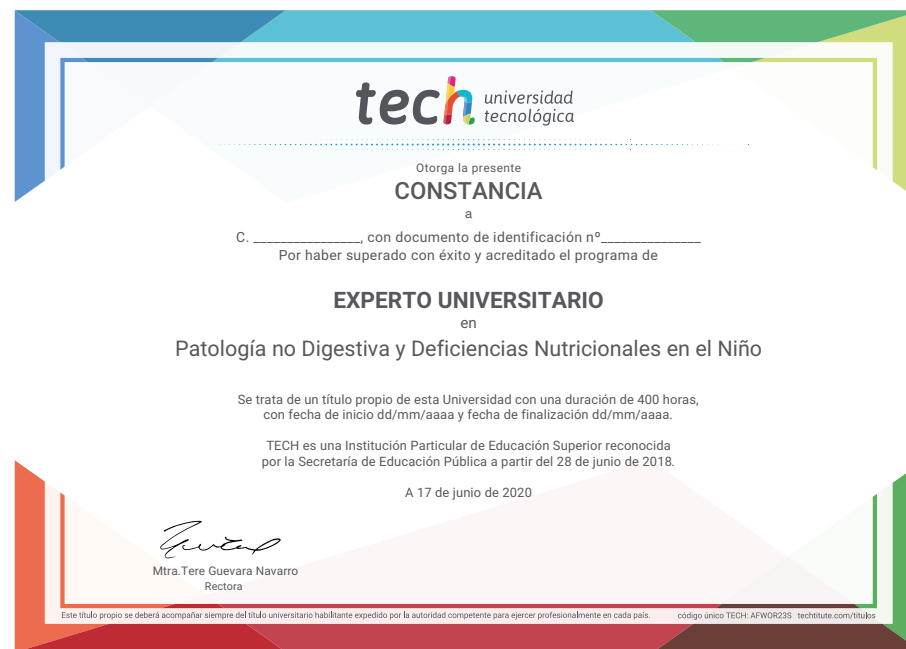 tech universidad
tecnológica
Otorga la presente
CONSTANCIA
a
C. ________________, con documento de identificación nº_______________
Por haber superado con éxito y acreditado el programa de
EXPERTO UNIVERSITARIO
en
Patología no Digestiva y Deficiencias Nutricionales en el Niño
Se trata de un título propio de esta Universidad con una duración de 400 horas,
con fecha de inicio dd/mm/aaaa y fecha de finalización dd/mm/aaaa.
TECH es una Institución Particular de Educación Superior reconocida
por la Secretaría de Educación Pública a partir del 28 de junio de 2018.
A 17 de junio de 2020
Mtra.Tere Guevara Navarro
Rectora
Este título propio se deberá acompañar siempre del título universitario habilitante expedido por la autoridad competente para ejercer profesionalmente en cada país. código único TECH: AFWOR23S techtitute.com/titulos